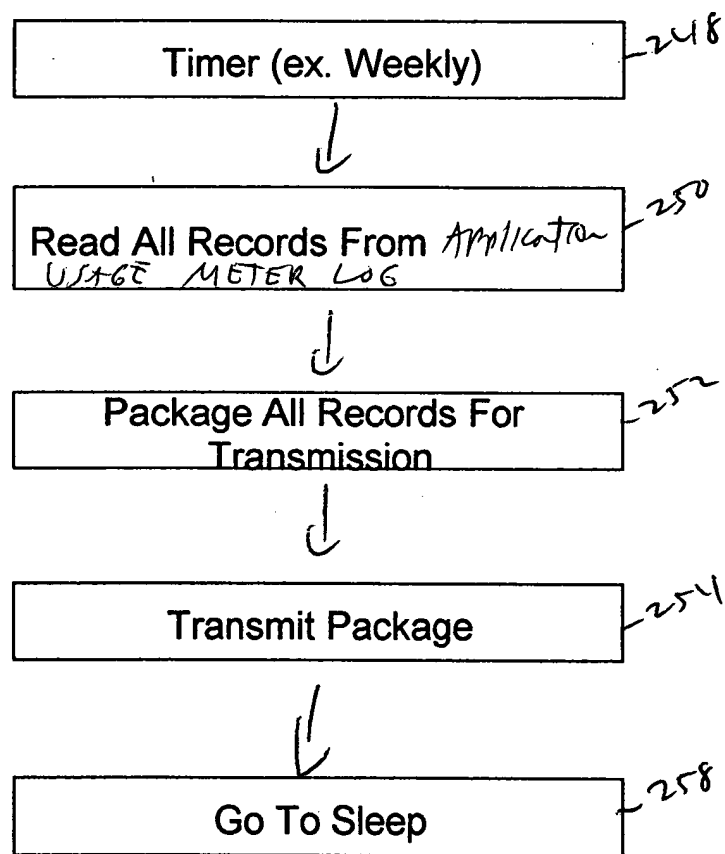 Timer (ex. Weekly)
248
Read All Records From Application
USAGE METER LOG
250
Package All Records For
Transmission
252
Transmit Package
254
Go To Sleep
258